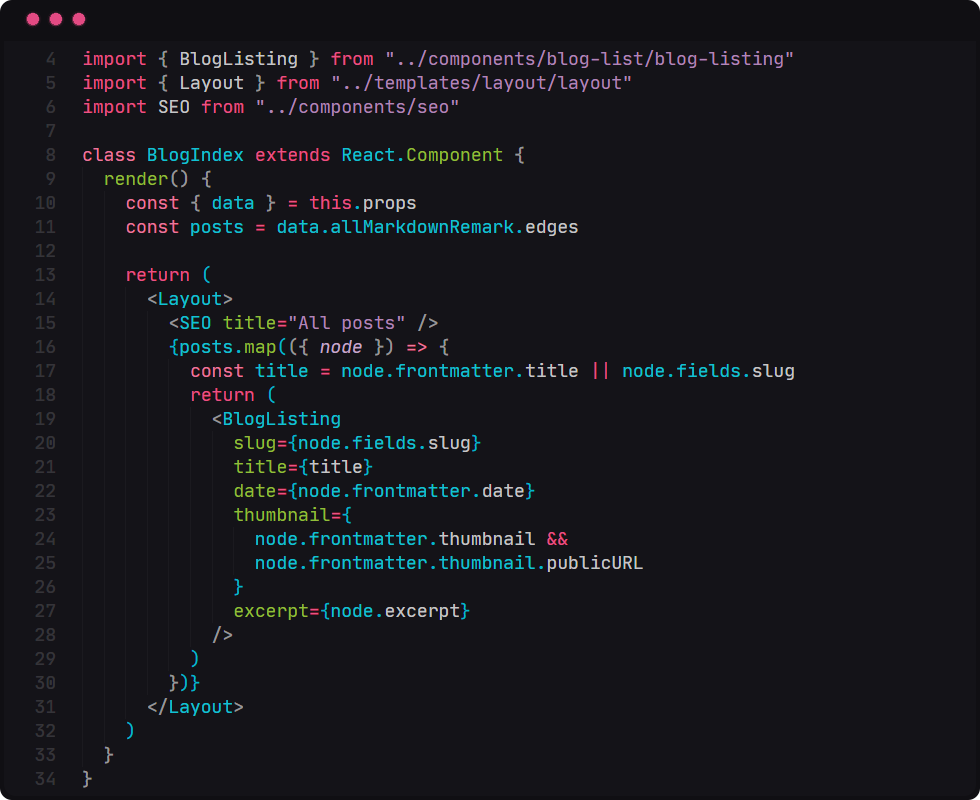 4 import { BlogListing } from "../components/blog-list/blog-listing"
5 import { Layout } from "../templates/layout/layout"
6 import SEO from "../components/seo"
7
8 class BlogIndex extends React.Component {
9   render() {
10     const { data } = this.props
11     const posts = data.allMarkdownRemark.edges
12
13     return (
14       <Layout>
15         <SEO title="All posts" />
16         {posts.map(({ node }) => {
17           const title = node.frontmatter.title || node.fields.slug
18           return (
19             <BlogListing
20               slug={node.fields.slug}
21               title={title}
22               date={node.frontmatter.date}
23               thumbnail={
24                 node.frontmatter.thumbnail &&
25                 node.frontmatter.thumbnail.publicURL
26               }
27               excerpt={node.excerpt}
28             />
29           )
30         })}
31       </Layout>
32     )
33   }
34 }